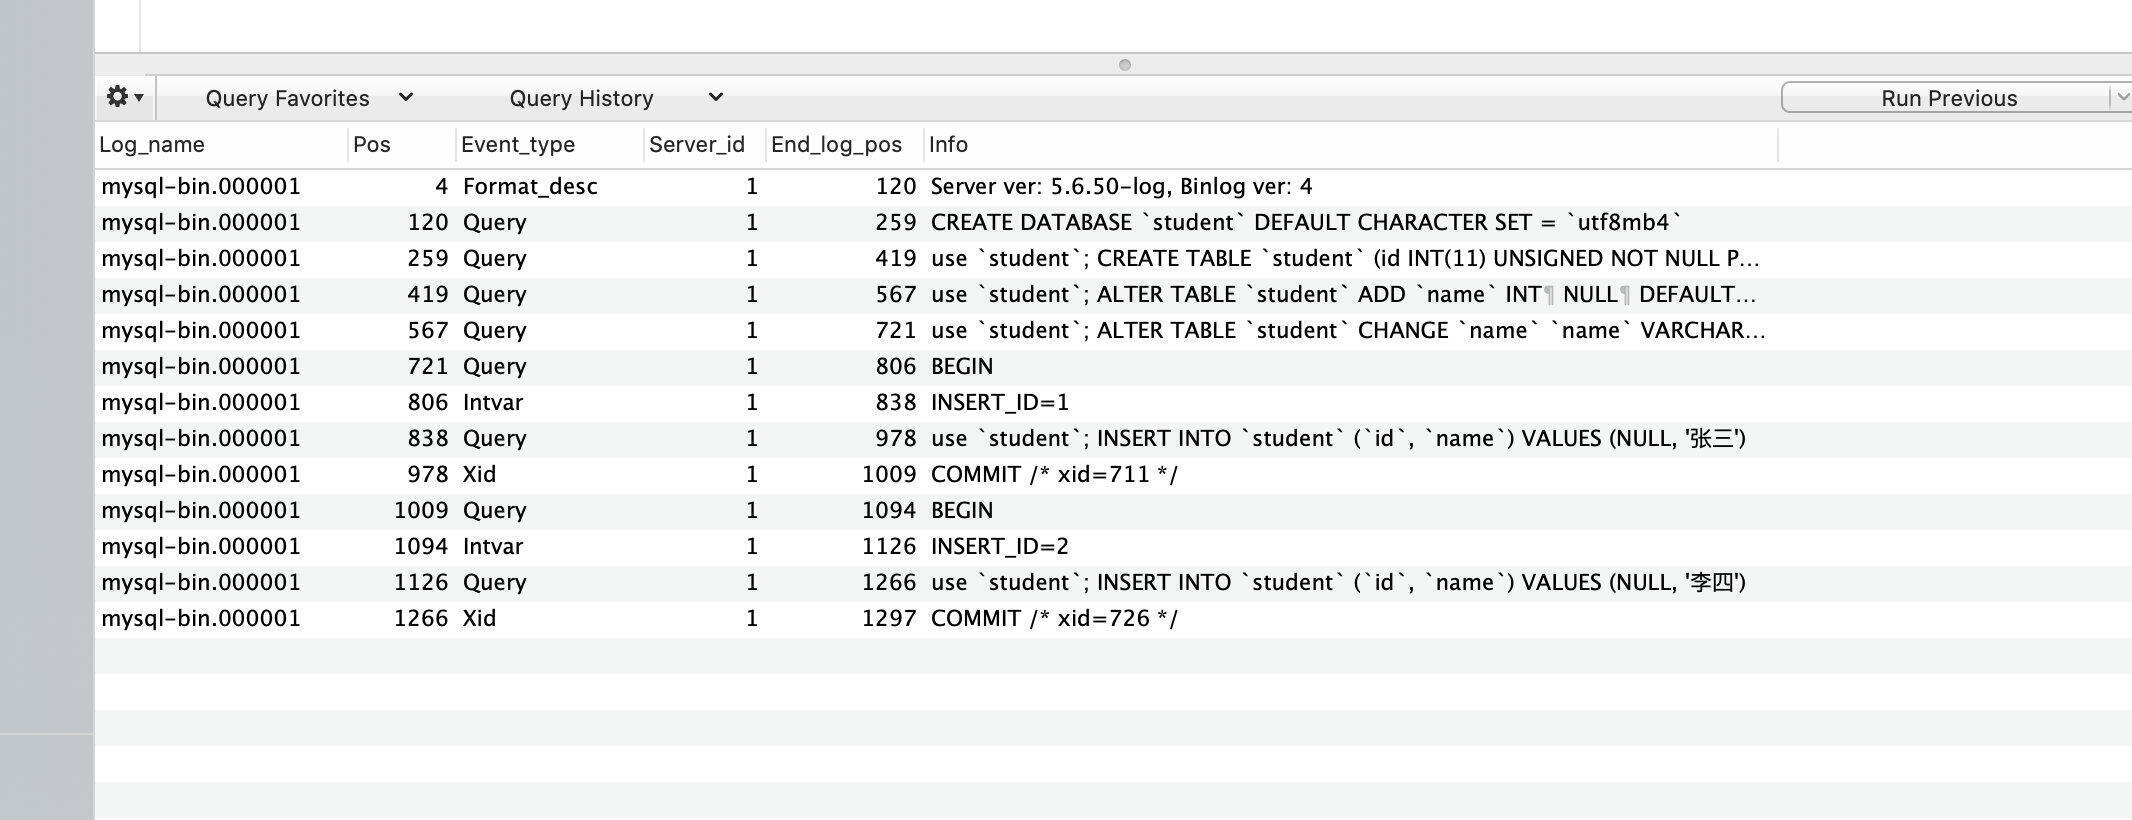 Query Favorites Query History Run Previous
Log_name Pos Event_type Server_id End_log_pos Info
mysql-bin.000001 4 Format_desc 1 120 Server ver: 5.6.50-log, Binlog ver: 4
mysql-bin.000001 120 Query 1 259 CREATE DATABASE `student` DEFAULT CHARACTER SET = `utf8mb4`
mysql-bin.000001 259 Query 1 419 use `student`; CREATE TABLE `student` (id INT(11) UNSIGNED NOT NULL P...
mysql-bin.000001 419 Query 1 567 use `student`; ALTER TABLE `student` ADD `name` INT¶ NULL¶ DEFAULT...
mysql-bin.000001 567 Query 1 721 use `student`; ALTER TABLE `student` CHANGE `name` `name` VARCHAR...
mysql-bin.000001 721 Query 1 806 BEGIN
mysql-bin.000001 806 Intvar 1 838 INSERT_ID=1
mysql-bin.000001 838 Query 1 978 use `student`; INSERT INTO `student` (`id`, `name`) VALUES (NULL, '张三')
mysql-bin.000001 978 Xid 1 1009 COMMIT /* xid=711 */
mysql-bin.000001 1009 Query 1 1094 BEGIN
mysql-bin.000001 1094 Intvar 1 1126 INSERT_ID=2
mysql-bin.000001 1126 Query 1 1266 use `student`; INSERT INTO `student` (`id`, `name`) VALUES (NULL, '李四')
mysql-bin.000001 1266 Xid 1 1297 COMMIT /* xid=726 */